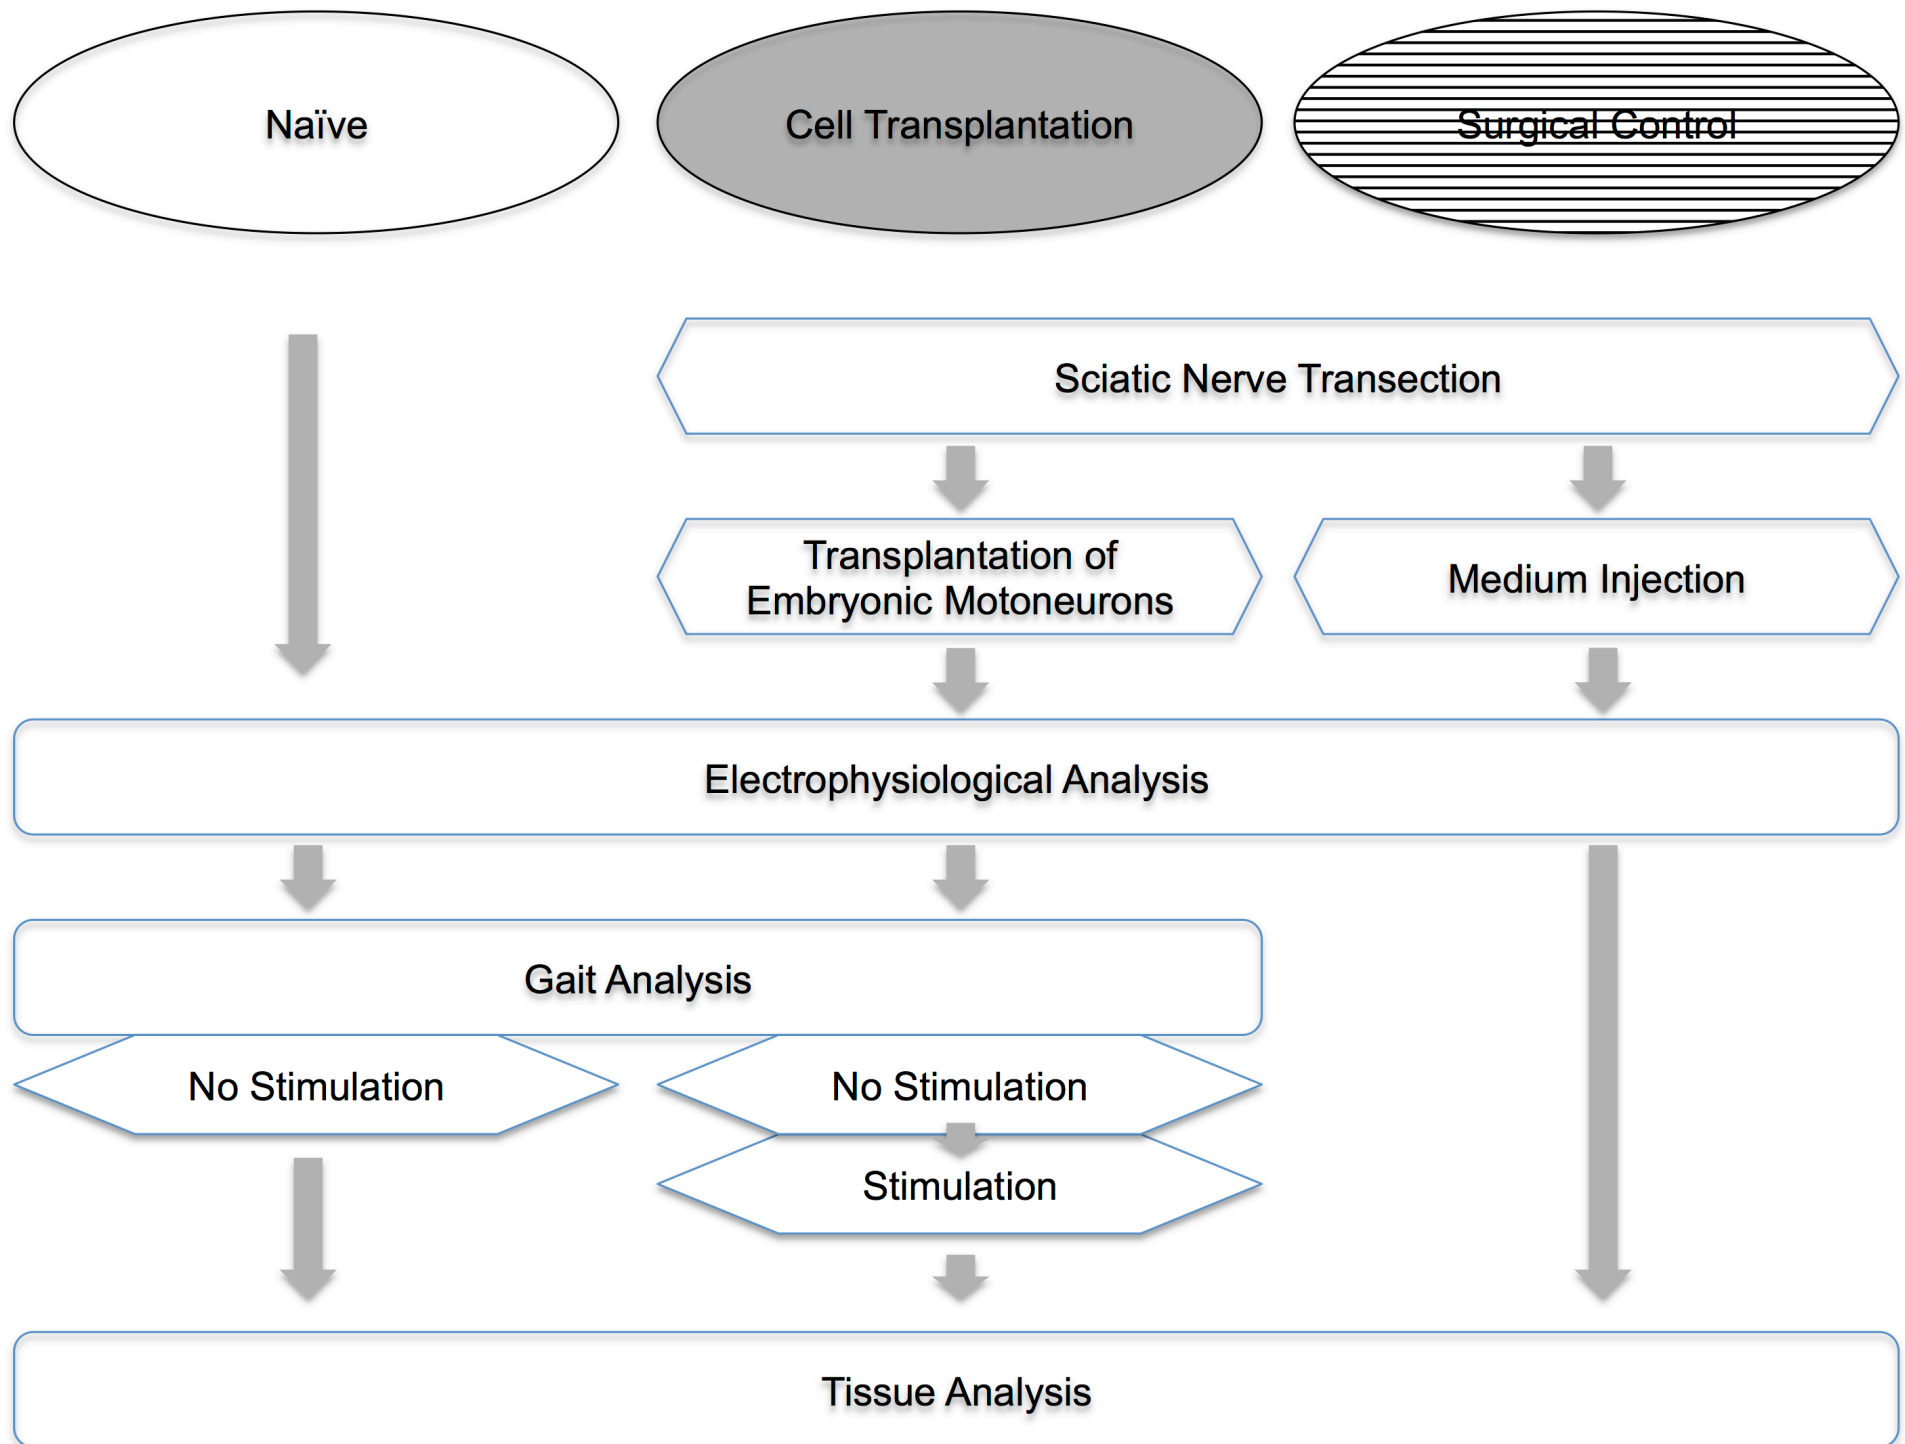 Naïve
Cell Transplantation
Surgical Control
Sciatic Nerve Transection
Transplantation of
Embryonic Motoneurons
Medium Injection
Electrophysiological Analysis
Gait Analysis
No Stimulation
No Stimulation
Stimulation
Tissue Analysis